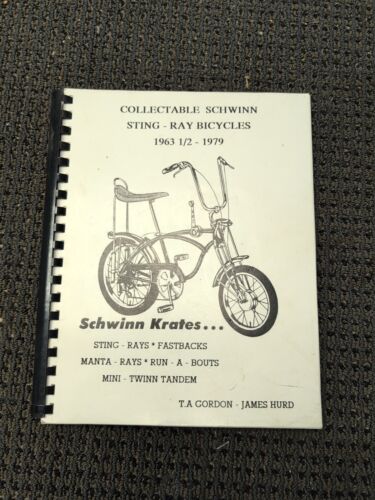 COLLECTABLE SCHWINN
STING - RAY BICYCLES
1963 1/2 - 1979
Schwinn Krates...
STING - RAYS * FASTBACKS
MANTA - RAYS * RUN - A - BOUTS
MINI - TWINN TANDEM
T.A GORDON - JAMES HURD